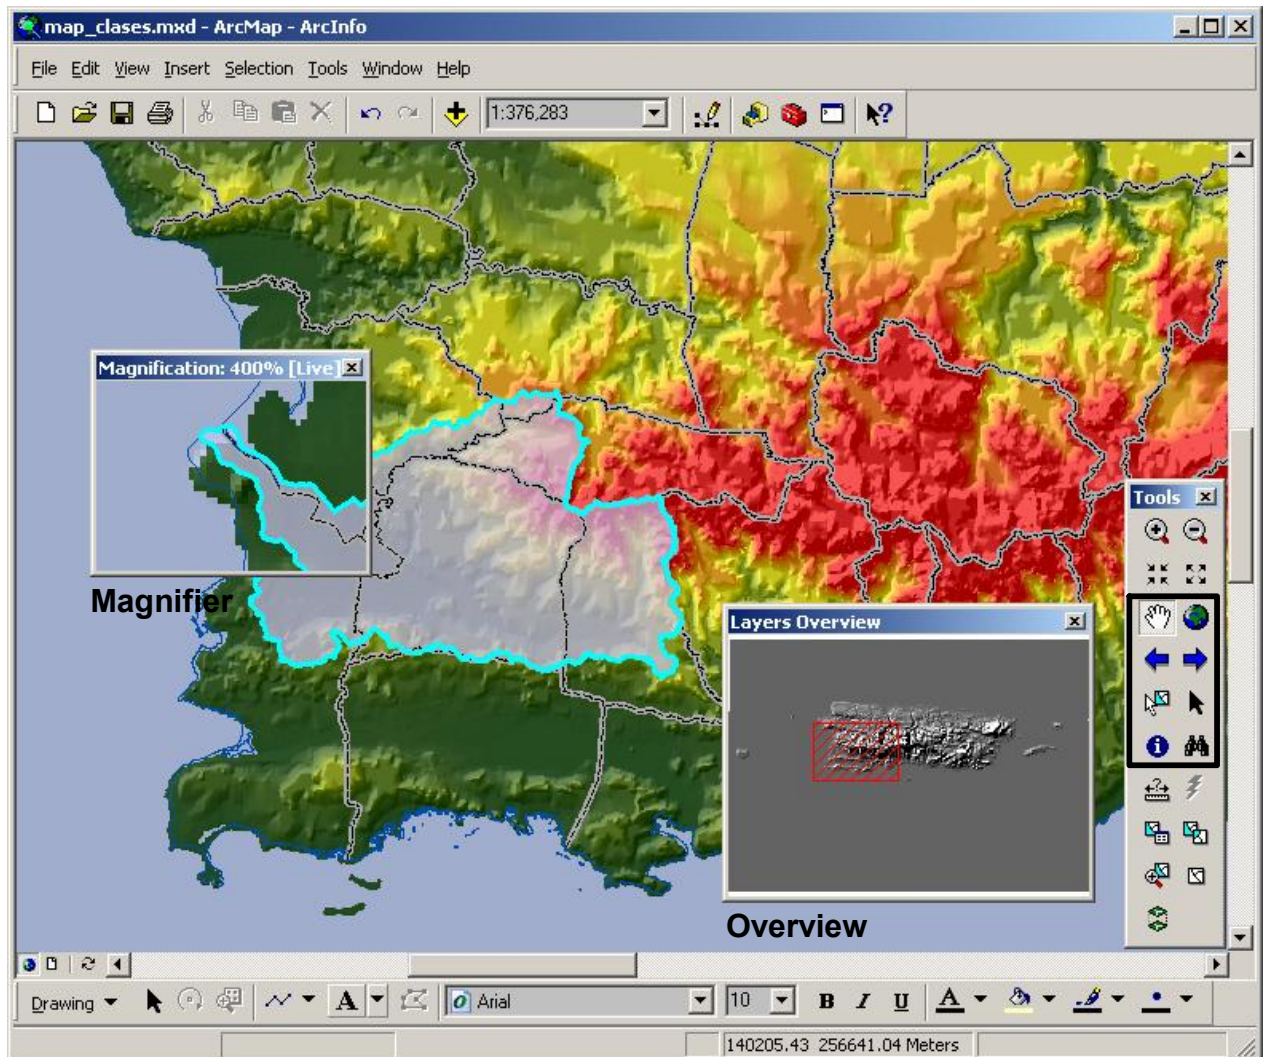 map_clases.mxd - ArcMap - ArcInfo
File Edit View Insert Selection Tools Window Help
1:376,283
Magnification: 400% [Live]
Magnifier
Tools
Layers Overview
Overview
Drawing A Arial 10 B I U A
140205.43 256641.04 Meters